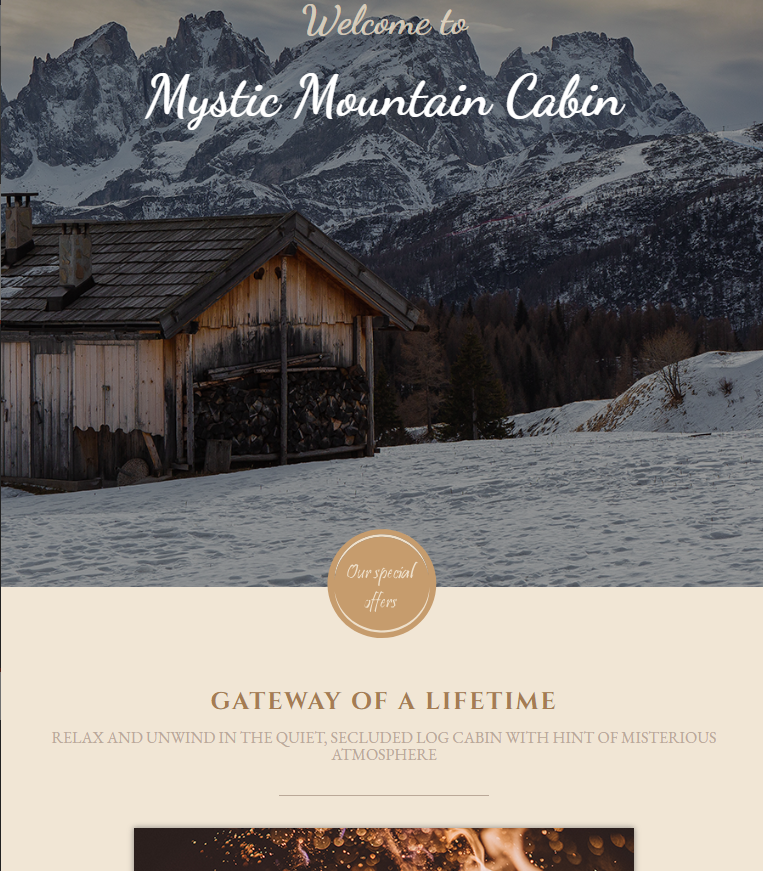 Welcome to
Mystic Mountain Cabin
Our special
offers
GATEWAY OF A LIFETIME
RELAX AND UNWIND IN THE QUIET, SECLUDED LOG CABIN WITH HINT OF MISTERIOUS
ATMOSPHERE